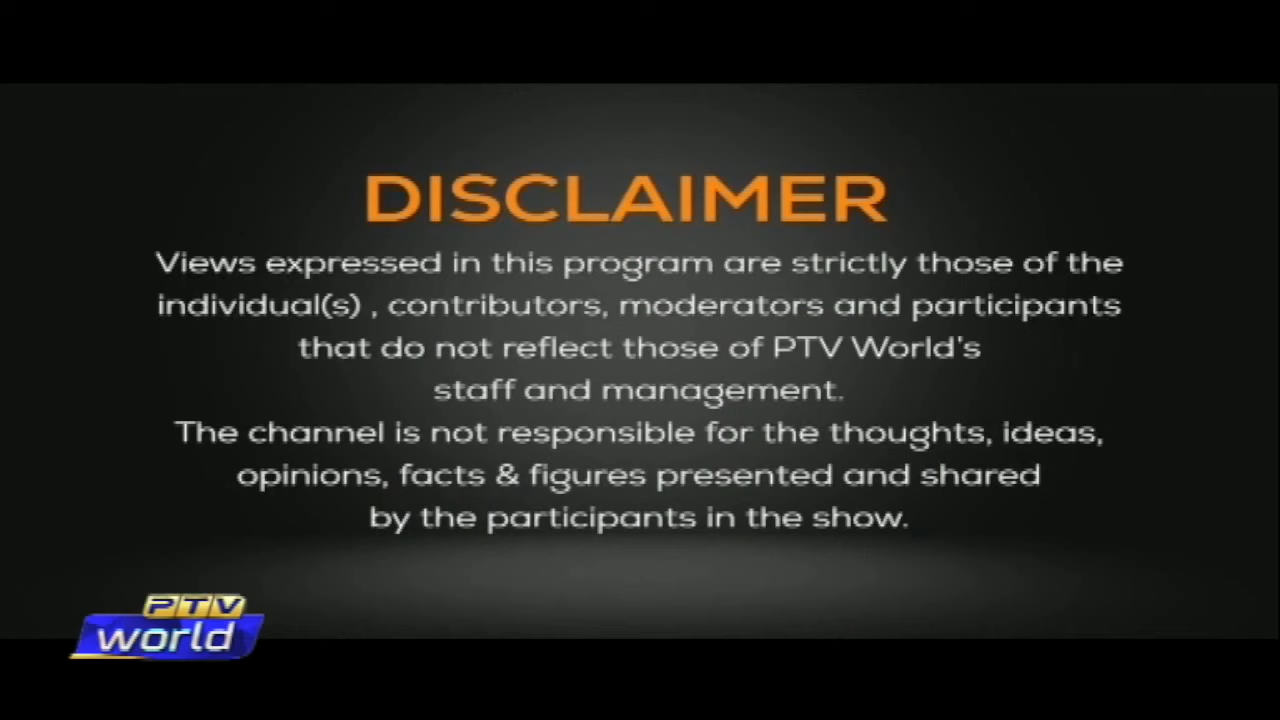 DISCLAIMER
Views expressed in this program are strictly those of the
individual(s) , contributors, moderators and participants
that do not reflect those of PTV World's
staff and management.
The channel is not responsible for the thoughts, ideas,
opinions, facts & figures presented and shared
by the participants in the show.
PTV
world